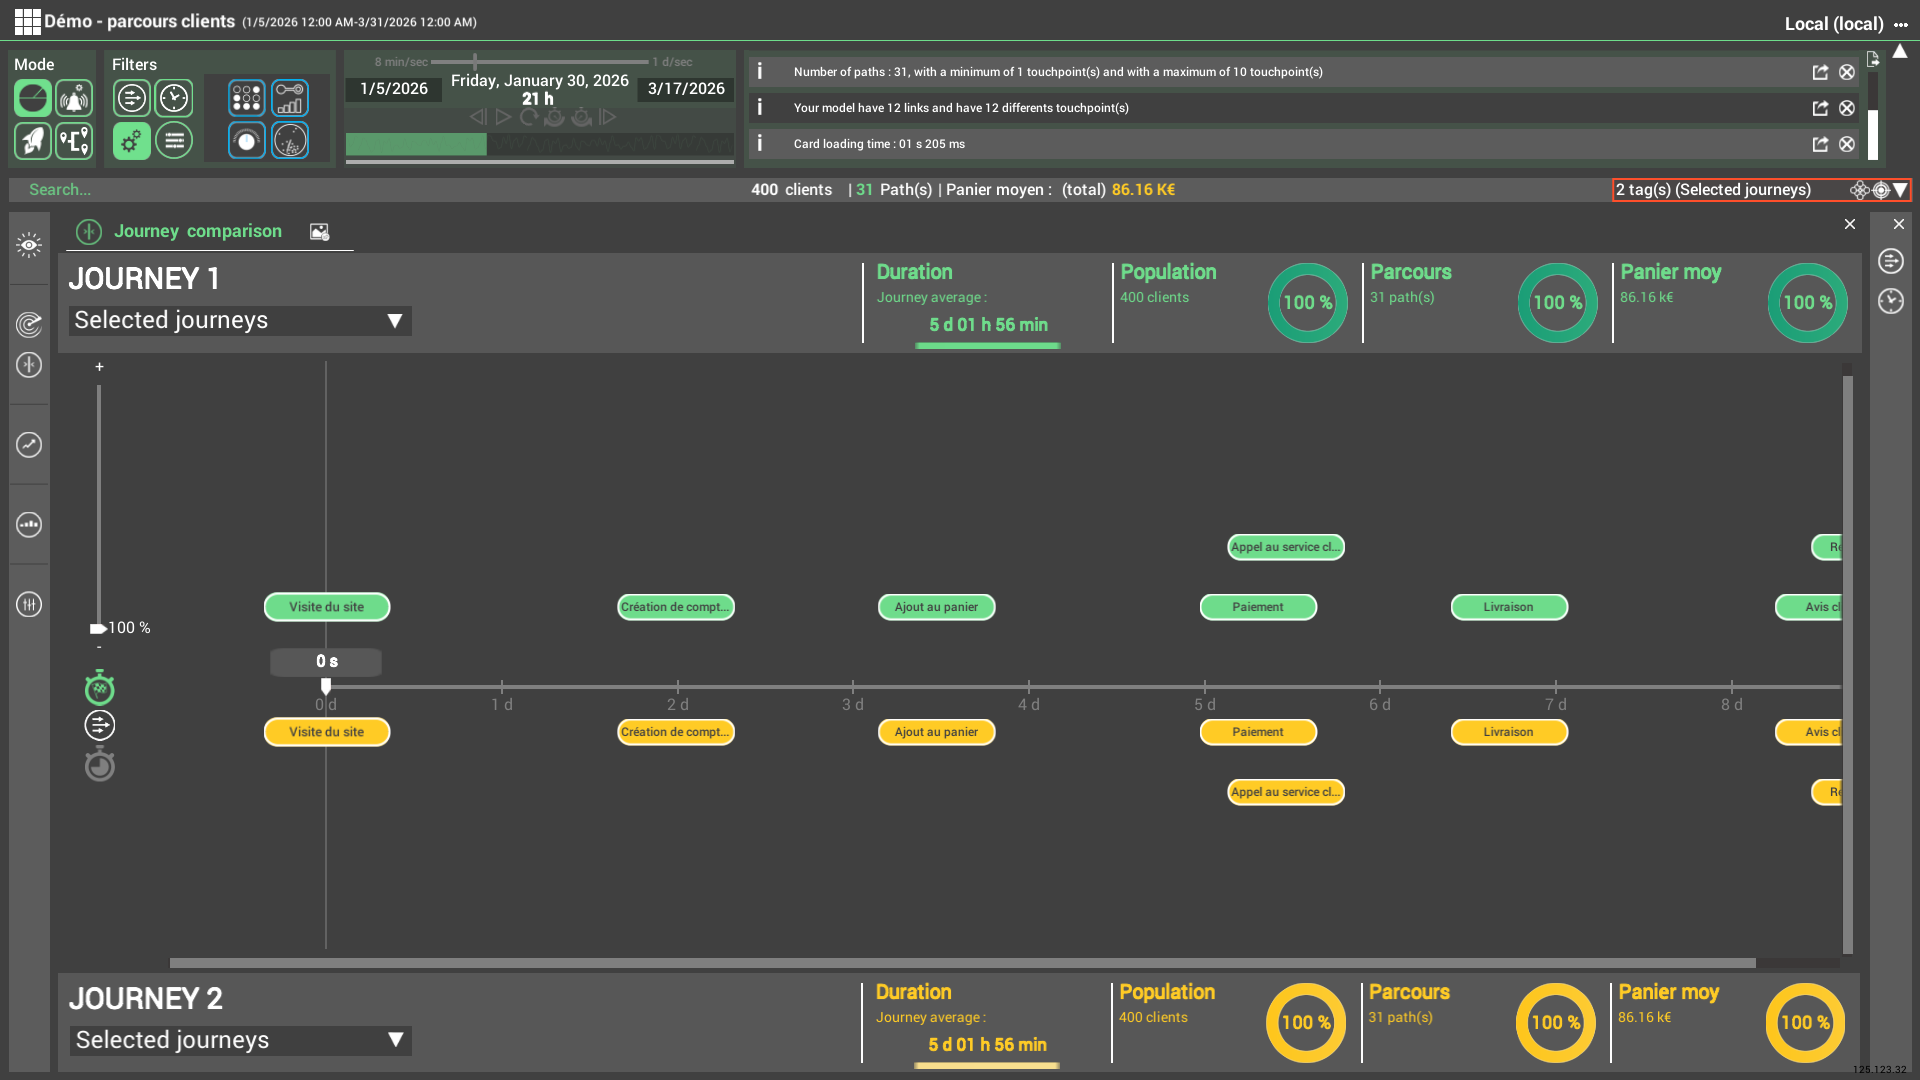 Démo - parcours clients (1/5/2026 12:00 AM-3/31/2026 12:00 AM)
Local (local)
Mode
Filters
8 min/sec
1 d/sec
1/5/2026
Friday, January 30, 2026
21 h
3/17/2026
Number of paths : 31, with a minimum of 1 touchpoint(s) and with a maximum of 10 touchpoint(s)
Your model have 12 links and have 12 differents touchpoint(s)
Card loading time : 01 s 205 ms
Search...
400 clients | 31 Path(s) | Panier moyen : (total) 86.16 K€
2 tag(s) (Selected journeys)
Journey comparison
JOURNEY 1
Selected journeys
Duration
Journey average :
5 d 01 h 56 min
Population
400 clients
100 %
Parcours
31 path(s)
100 %
Panier moy
86.16 k€
100 %
+
100 %
-
Appel au service cl...
Ré
Visite du site
Création de compt...
Ajout au panier
Paiement
Livraison
Avis cl
0 s
0 d
1 d
2 d
3 d
4 d
5 d
6 d
7 d
8 d
Visite du site
Création de compt...
Ajout au panier
Paiement
Livraison
Avis cl
Appel au service cl...
Ré
JOURNEY 2
Selected journeys
Duration
Journey average :
5 d 01 h 56 min
Population
400 clients
100 %
Parcours
31 path(s)
100 %
Panier moy
86.16 k€
100 %
125.123.32